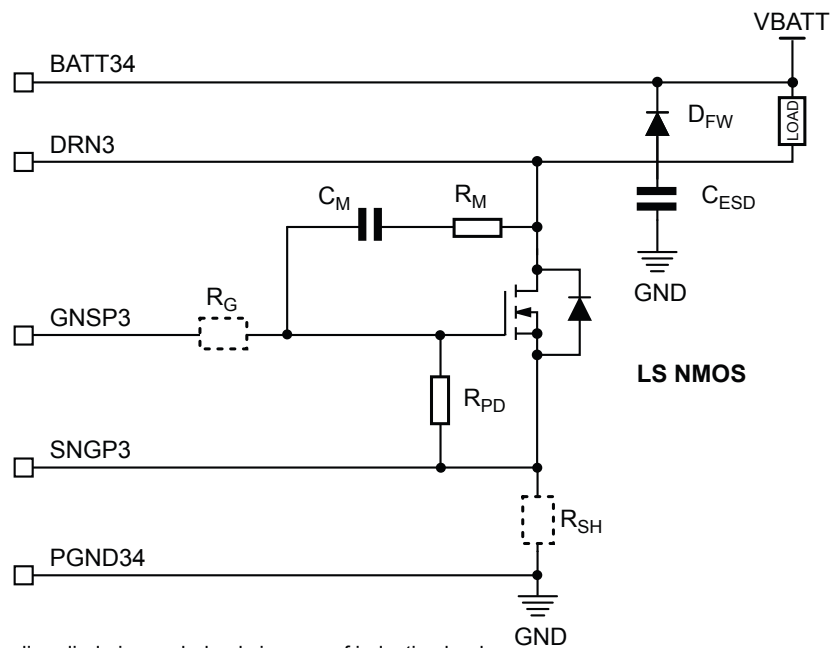 VBATT
BATT34
D_FW
LOAD
DRN3
C_M
R_M
C_ESD
GND
R_G
GNSP3
LS NMOS
R_PD
SNGP3
R_SH
PGND34
GND